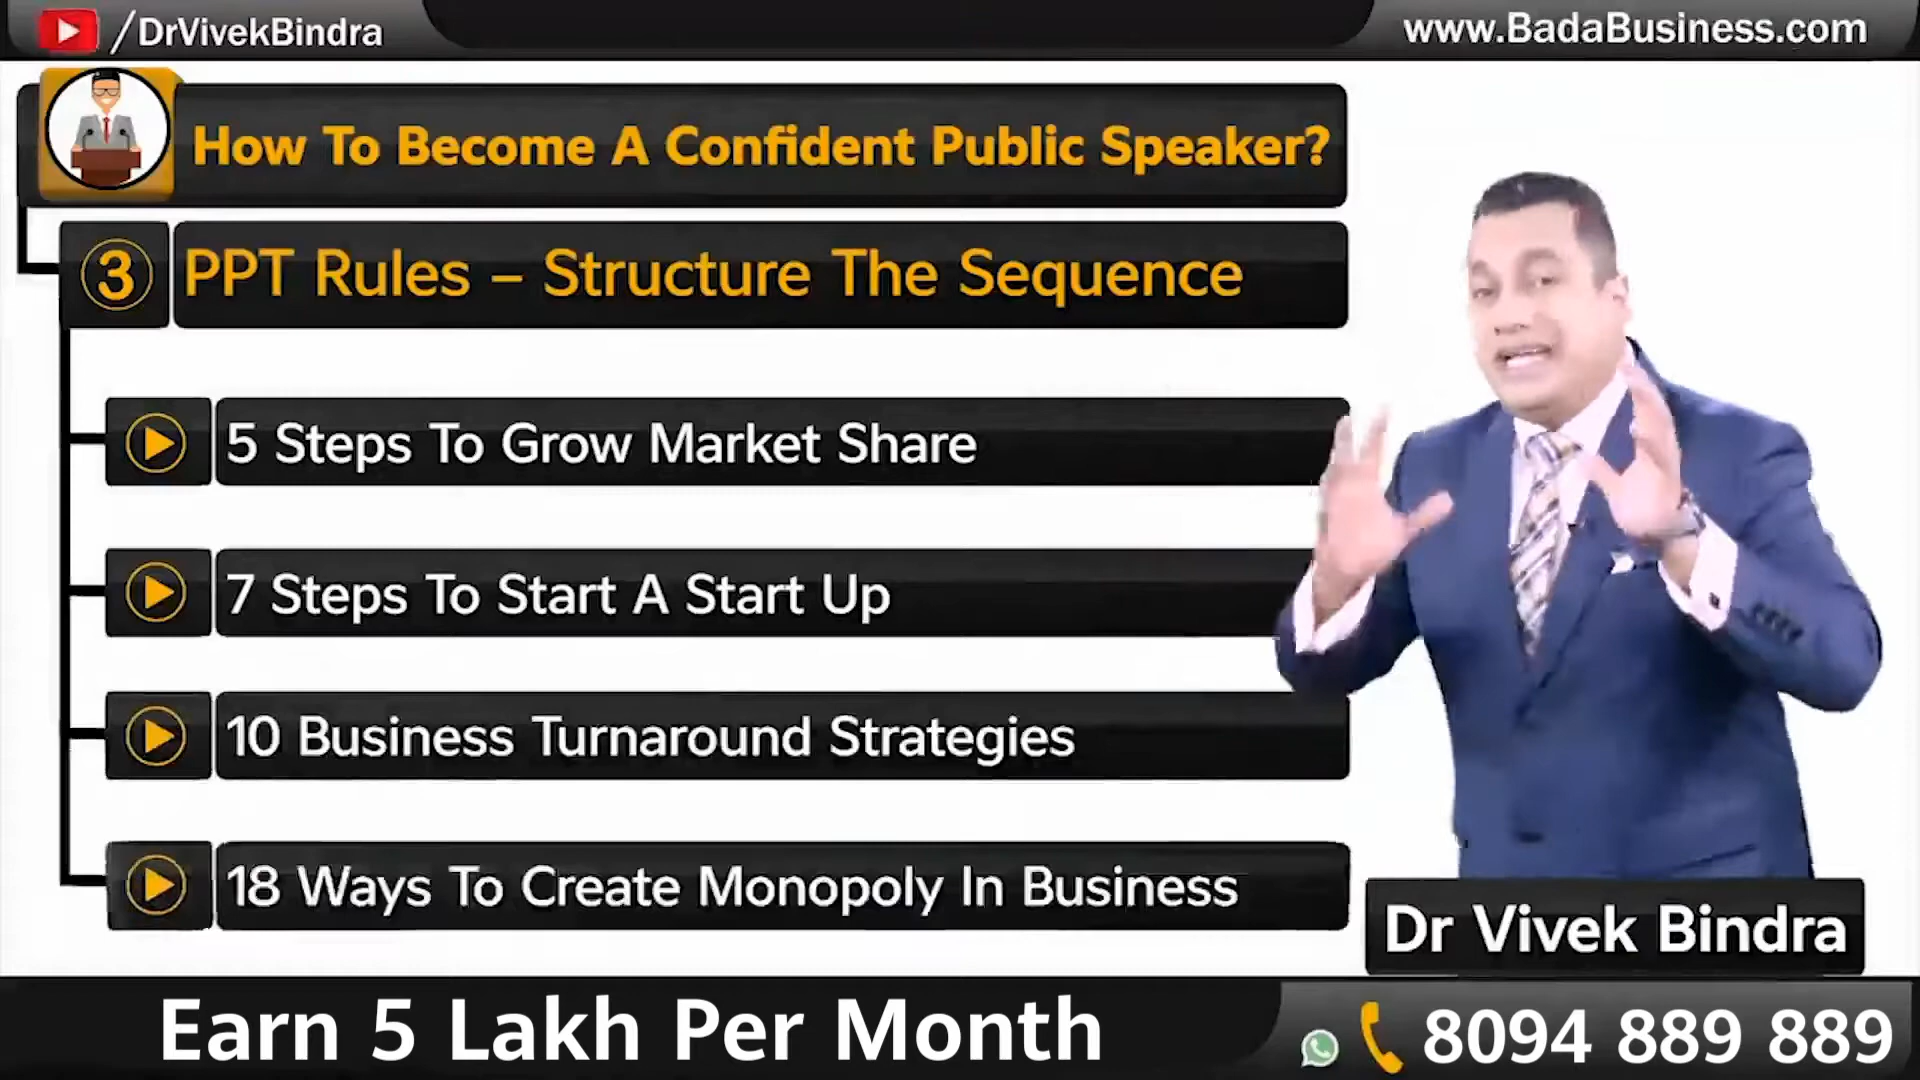 /DrVivekBindra
www.BadaBusiness.com
How To Become A Confident Public Speaker?
3 PPT Rules – Structure The Sequence
5 Steps To Grow Market Share
7 Steps To Start A Start Up
10 Business Turnaround Strategies
18 Ways To Create Monopoly In Business
Dr Vivek Bindra
Earn 5 Lakh Per Month
8094 889 889